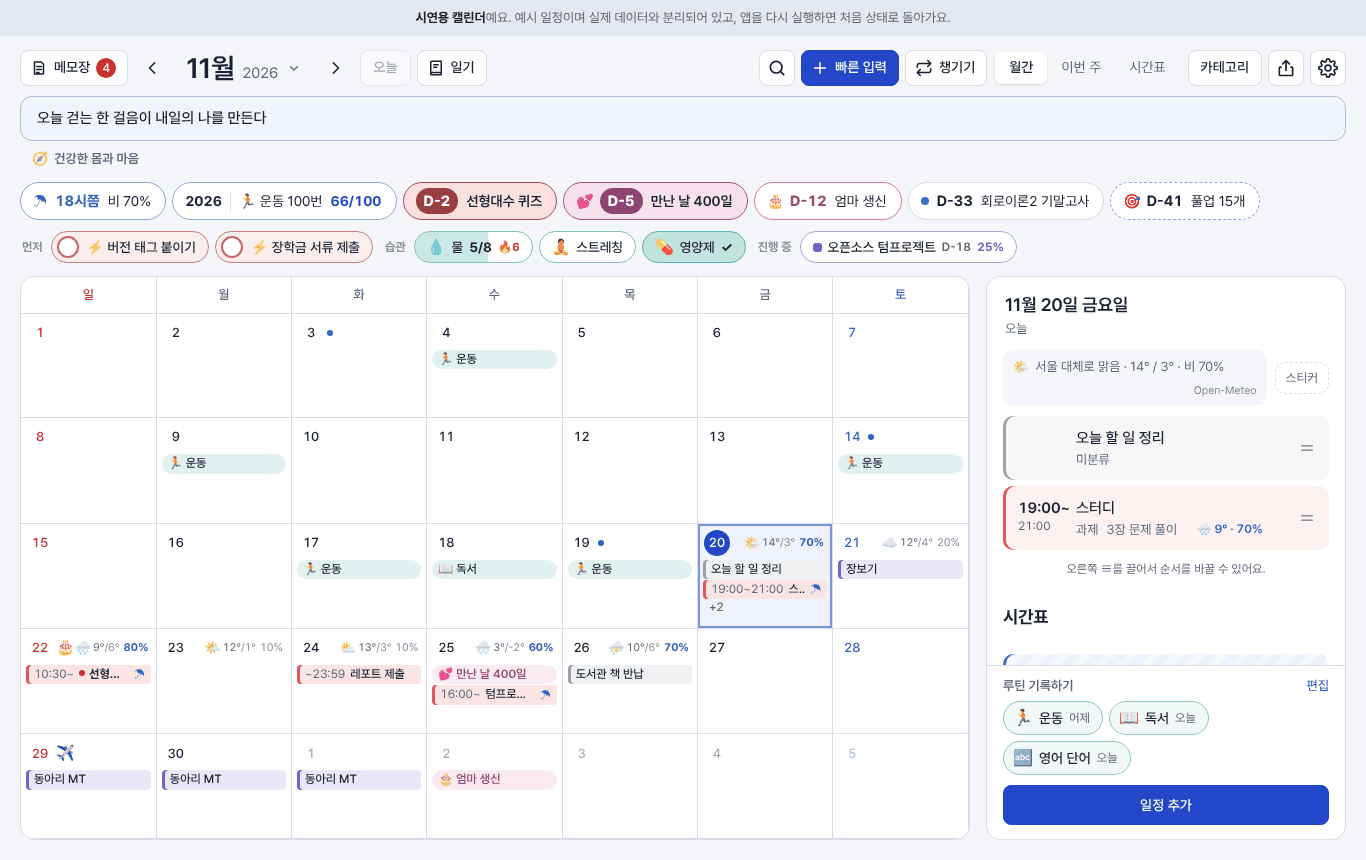 시연용 캘린더예요. 예시 일정이며 실제 데이터와 분리되어 있고, 앱을 다시 실행하면 처음 상태로 돌아가요.
메모장 4 11월 2026 오늘 일기 빠른 입력 챙기기 월간 이번 주 시간표 카테고리
오늘 걷는 한 걸음이 내일의 나를 만든다
건강한 몸과 마음
18시쯤 비 70% 2026 운동 100번 66/100 D-2 선형대수 퀴즈 D-5 만난 날 400일 D-12 엄마 생신 D-33 회로이론2 기말고사 D-41 풀업 15개
먼저 버전 태그 붙이기 장학금 서류 제출 습관 물 5/8 6 스트레칭 영양제 진행 중 오픈소스 텀프로젝트 D-18 25%
일 월 화 수 목 금 토
1 2 3 4 5 6 7
운동
8 9 10 11 12 13 14
운동 운동
15 16 17 18 19 20 14°/3° 70% 21 12°/4° 20%
운동 독서 운동 오늘 할 일 정리 장보기
19:00~21:00 스..
+2
22 9°/6° 80% 23 12°/1° 10% 24 13°/3° 10% 25 3°/-2° 60% 26 10°/6° 70% 27 28
10:30~ 선형... ~23:59 레포트 제출 만난 날 400일 도서관 책 반납
16:00~ 텀프로...
29 30 1 2 3 4 5
동아리 MT 동아리 MT 동아리 MT 엄마 생신
11월 20일 금요일
오늘
서울 대체로 맑음 · 14° / 3° · 비 70%
Open-Meteo
스티커
오늘 할 일 정리
미분류
19:00~ 스터디
21:00 과제 3장 문제 풀이 9° · 70%
오른쪽 ≡를 끌어서 순서를 바꿀 수 있어요.
시간표
루틴 기록하기 편집
운동 어제 독서 오늘
abc 영어 단어 오늘
일정 추가